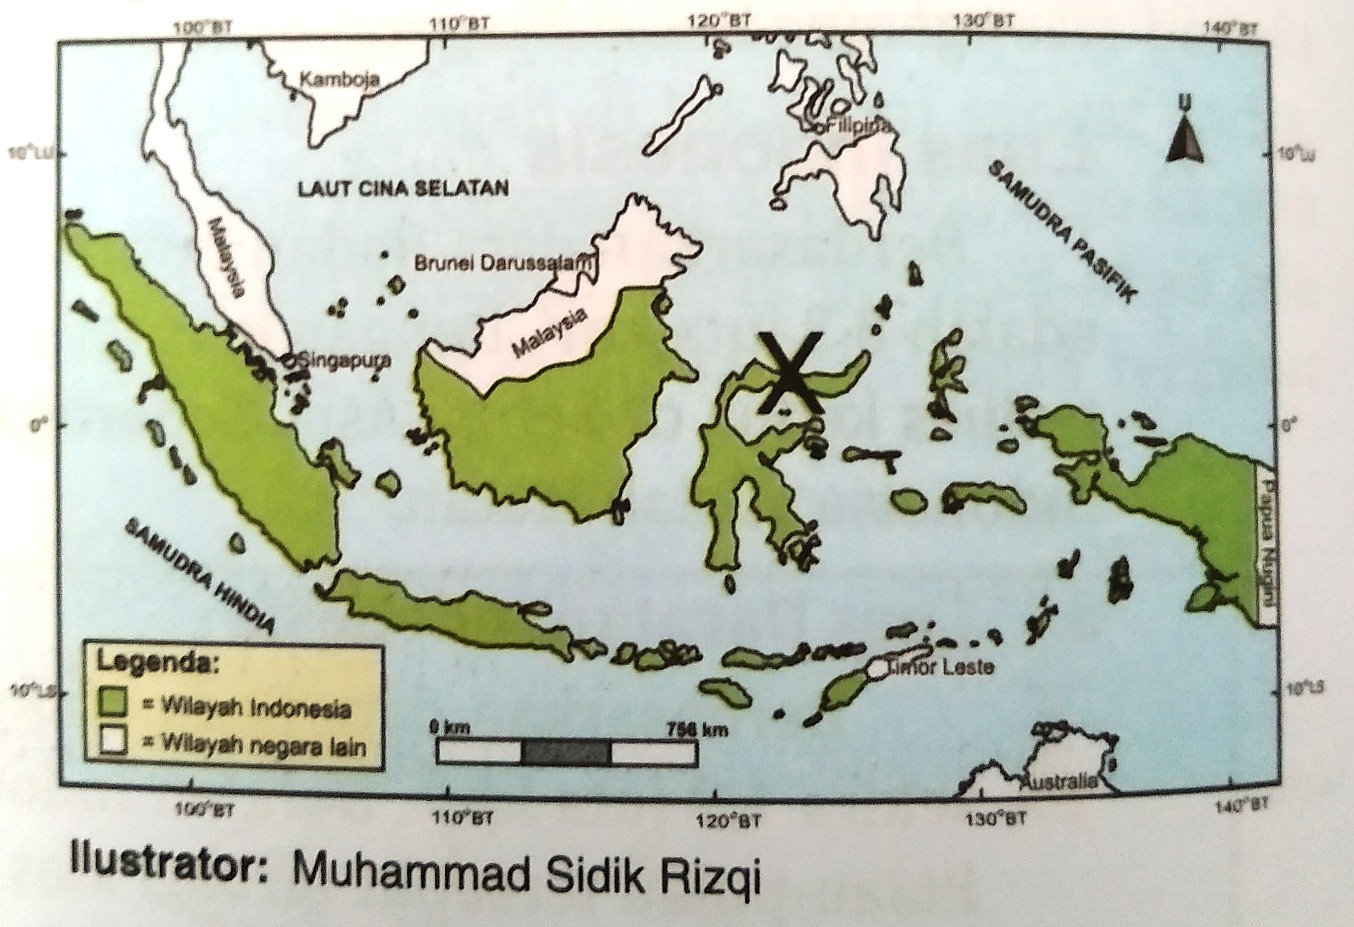 100°BT
110°BT
120°BT
130°BT
140°BT
Kamboja
Filipina
U
10°LU
10°LU
LAUT CINA SELATAN
SAMUDRA PASIFIK
Malaysia
Brunei Darussalam
Malaysia
Singapura
X
0°
0°
Papua Nugini
SAMUDRA HINDIA
Timor Leste
Legenda:
= Wilayah Indonesia
= Wilayah negara lain
10°LS
10°LS
0 km
756 km
Australia
100°BT
110°BT
120°BT
130°BT
140°BT
Ilustrator: Muhammad Sidik Rizqi